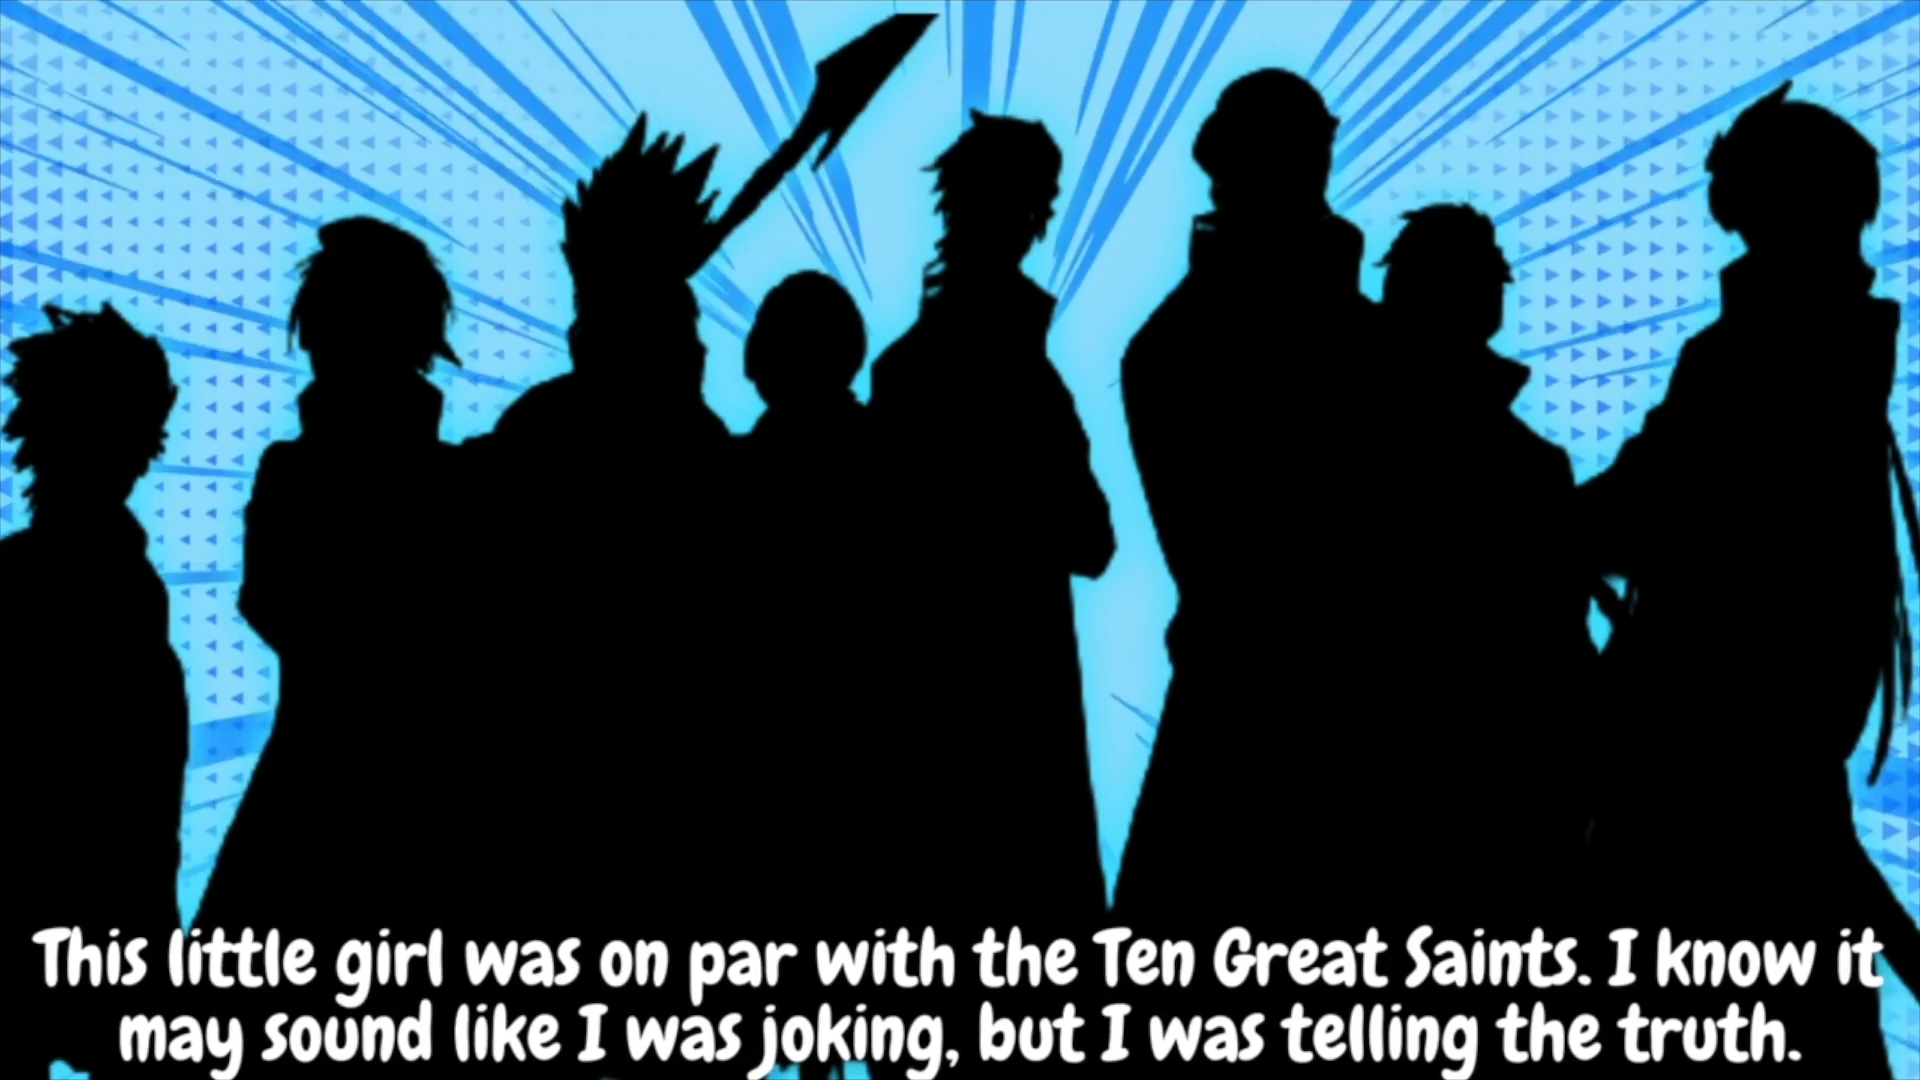 This little girl was on par with the Ten Great Saints. I know it
may sound like I was joking, but I was telling the truth.